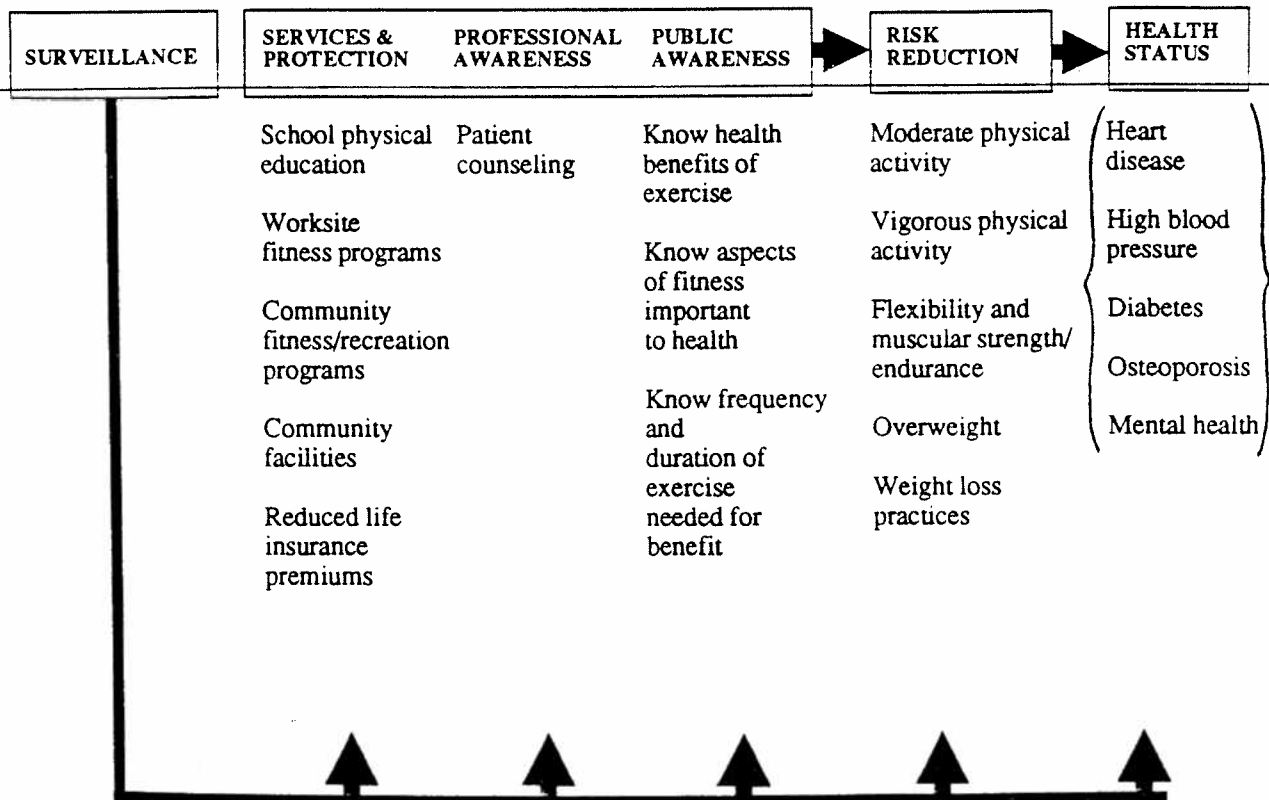 SURVEILLANCE
SERVICES &
PROTECTION
PROFESSIONAL
AWARENESS
PUBLIC
AWARENESS
RISK
REDUCTION
HEALTH
STATUS
School physical
education
Worksite
fitness programs
Community
fitness/recreation
programs
Community
facilities
Reduced life
insurance
premiums
Patient
counseling
Know health
benefits of
exercise
Know aspects
of fitness
important
to health
Know frequency
and
duration of
exercise
needed for
benefit
Moderate physical
activity
Vigorous physical
activity
Flexibility and
muscular strength/
endurance
Overweight
Weight loss
practices
Heart
disease
High blood
pressure
Diabetes
Osteoporosis
Mental health